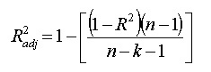 R²adj = 1 − [(1 − R²)(n − 1) / n − k − 1]